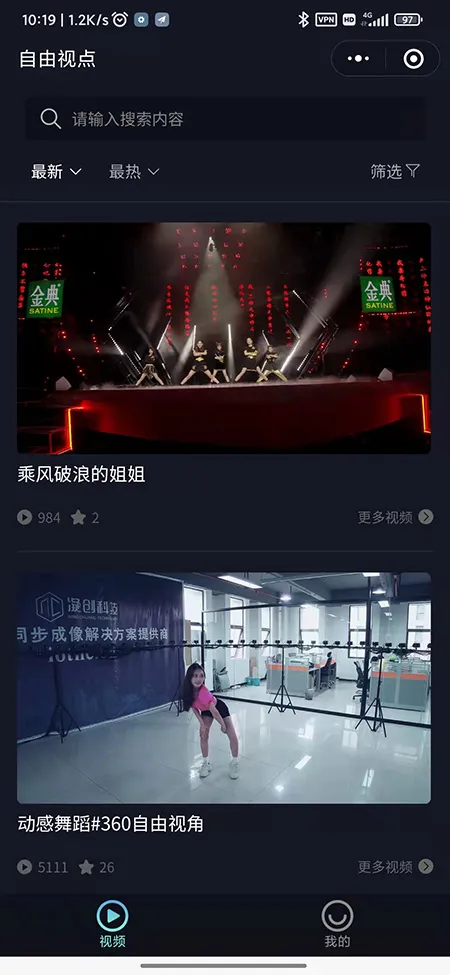 10:19 | 1.2K/s
VPN
HD
4G
97
自由视点
请输入搜索内容
最新
最热
筛选
金典
SATINE
金典
SATINE
乘风破浪的姐姐
984
2
更多视频
凝创科技
同步成像解决方案提供商
动感舞蹈#360自由视角
5111
26
更多视频
视频
我的